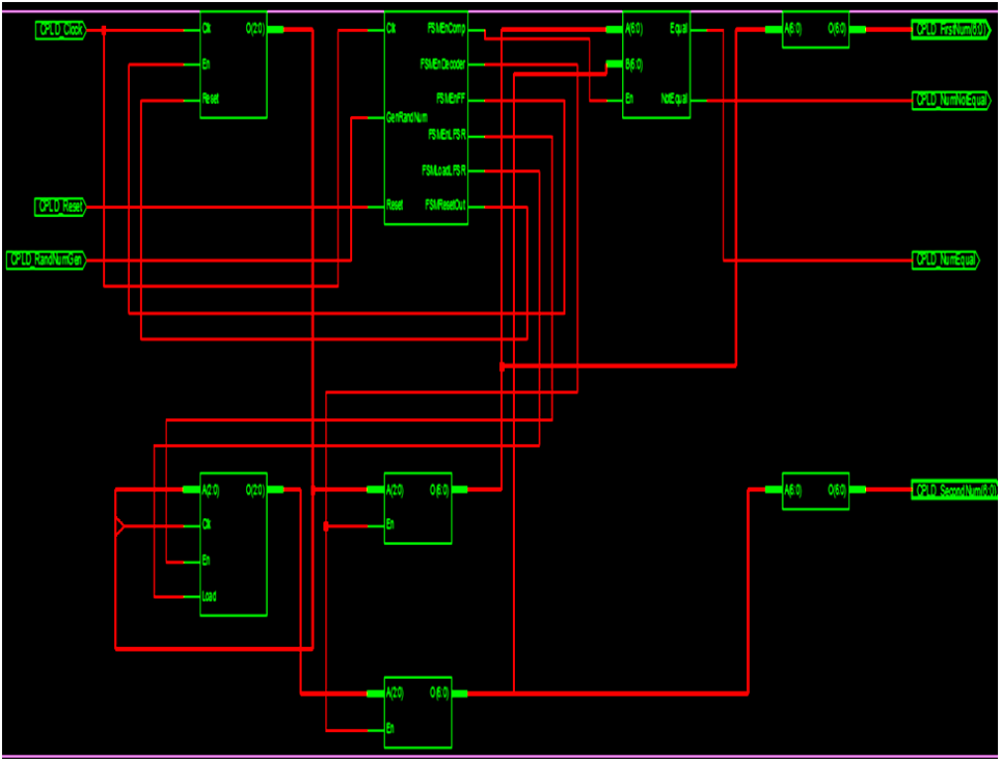 CPLD_Clock
CPLD_Reset
CPLD_RandNumGen
Clk
En
Reset
O(2:0)
Clk
GenRandNum
Reset
FSMEnComp
FSMEnDecoder
FSMEnFF
FSMEnLFSR
FSMLoadLFSR
FSMResetOut
A(6:0)
B(6:0)
En
Equal
NotEqual
A(6:0) O(6:0)
CPLD_FirstNum(6:0)
CPLD_NumNotEqual
CPLD_NumEqual
A(2:0) O(2:0)
Clk
En
Load
A(2:0) O(6:0)
En
A(6:0) O(6:0)
CPLD_SecondNum(6:0)
A(2:0) O(6:0)
En